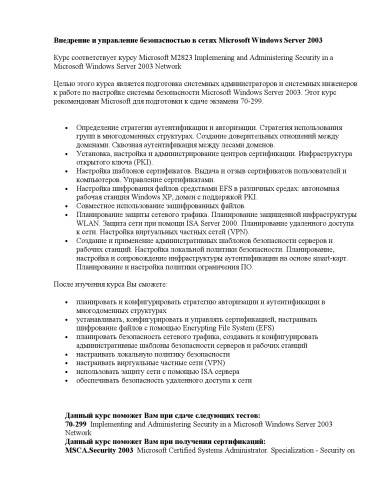 Внедрение и управление безопасностью в сетях Microsoft Windows Server 2003
Курс соответствует курсу Microsoft M2823 Implemening and Administering Security in a
Microsoft Windows Server 2003 Network
Целью этого курса является подготовка системных администраторов и системных инженеров
к работе по настройке системы безопасности Microsoft Windows Server 2003. Этот курс
рекомендован Microsoft для подготовки к сдаче экзамена 70-299.
• Определение стратегии аутентификации и авторизации. Стратегия использования
групп в многодоменных структурах. Создание доверительных отношений между
доменами. Сквозная аутентификация между лесами доменов.
• Установка, настройка и администрирование центров сертификации. Инфраструктура
открытого ключа (PKI).
• Настройка шаблонов сертификатов. Выдача и отзыв сертификатов пользователей и
компьютеров. Управление сертификатами.
• Настройка шифрования файлов средствами EFS в различных средах: автономная
рабочая станция Windows XP, домен с поддержкой PKI.
• Совместное использование зашифрованных файлов.
• Планирование защиты сетевого трафика. Планирование защищенной инфраструктуры
WLAN. Защита сети при помощи ISA Server 2000. Планирование удаленного доступа
к сети. Настройка виртуальных частных сетей (VPN).
• Создание и применение административных шаблонов безопасности серверов и
рабочих станций. Настройка локальной политики безопасности. Планирование,
настройка и сопровождение инфраструктуры аутентификации на основе smart-карт.
Планирование и настройка политики ограничения ПО.
После изучения курса Вы сможете:
• планировать и конфигурировать стратегию авторизации и аутентификации в
многодоменных структурах
• устанавливать, конфигурировать и управлять сертификацией, настраивать
шифрование файлов с помощью Encrypting File System (EFS)
• планировать безопасность сетевого трафика, создавать и конфигурировать
административные шаблоны безопасности серверов и рабочих станций
• настраивать локальную политику безопасности
• настраивать виртуальные частные сети (VPN)
• использовать защиту сети с помощью ISA сервера
• обеспечивать безопасность удаленного доступа к сети
Данный курс поможет Вам при сдаче следующих тестов:
70-299 Implementing and Administering Security in a Microsoft Windows Server 2003
Network
Данный курс поможет Вам при получении сертификаций:
MSCA.Security 2003 Microsoft Certified Systems Administrator. Specialization - Security on